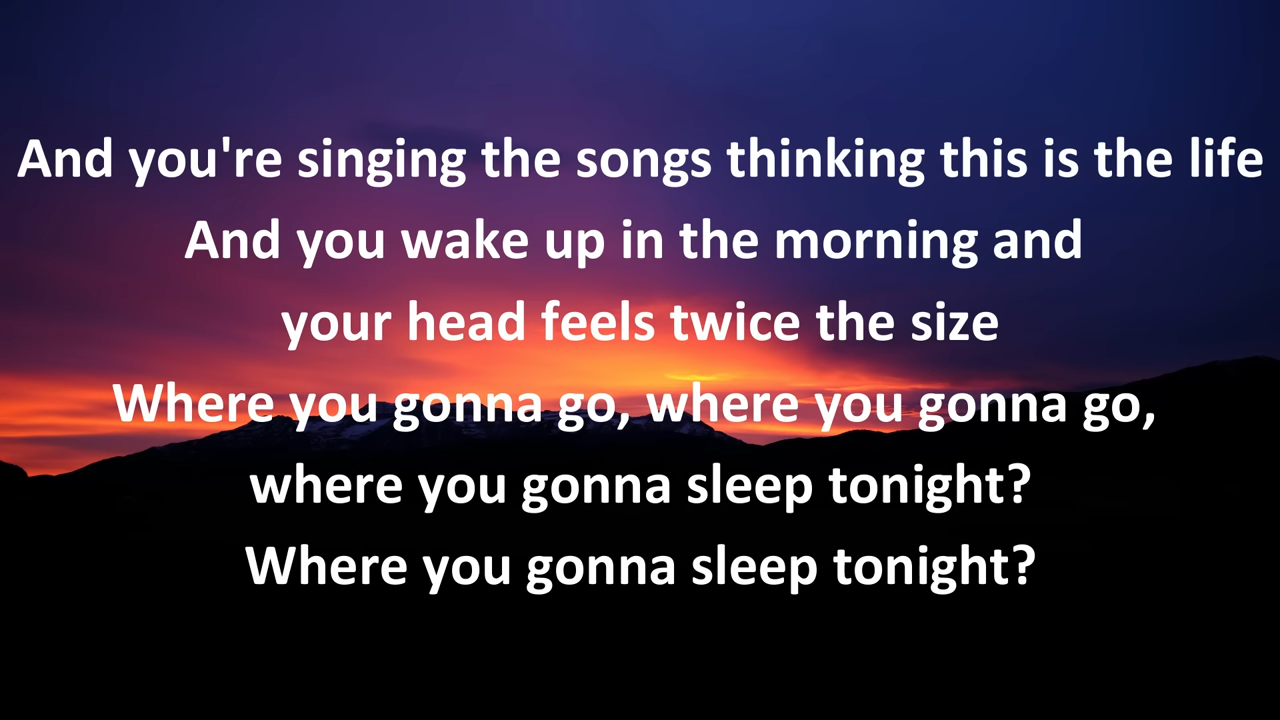 And you're singing the songs thinking this is the life
And you wake up in the morning and
your head feels twice the size
Where you gonna go, where you gonna go,
where you gonna sleep tonight?
Where you gonna sleep tonight?